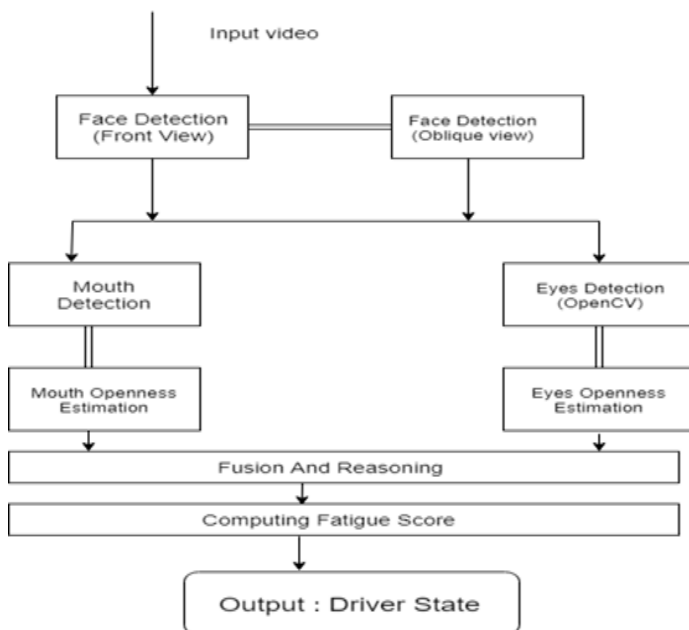 Input video
Face Detection
(Front View)
Face Detection
(Oblique view)
Mouth
Detection
Eyes Detection
(OpenCV)
Mouth Openness
Estimation
Eyes Openness
Estimation
Fusion And Reasoning
Computing Fatigue Score
Output : Driver State